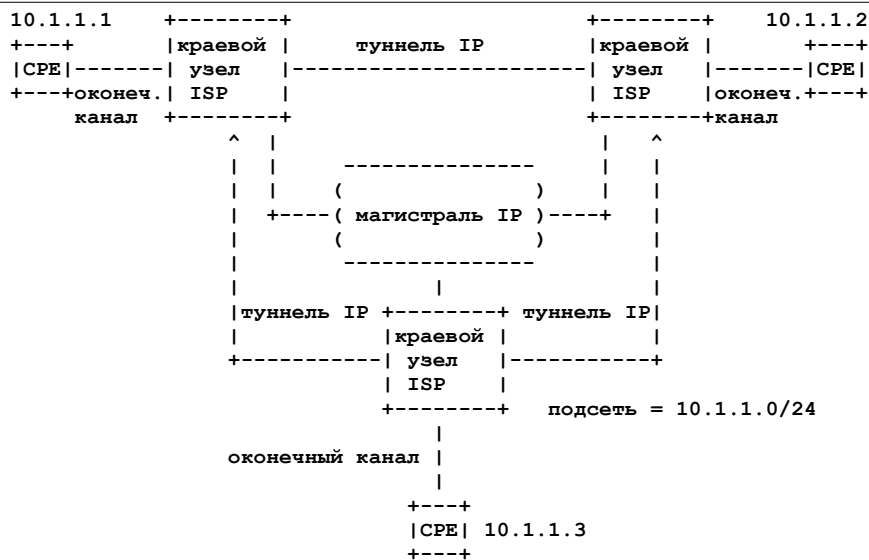 10.1.1.1 10.1.1.2
краевой туннель IP краевой
CPE узел узел CPE
оконеч. ISP ISP оконеч.
канал канал
магистраль IP
туннель IP туннель IP
краевой
узел
ISP
подсеть = 10.1.1.0/24
оконечный канал
CPE 10.1.1.3